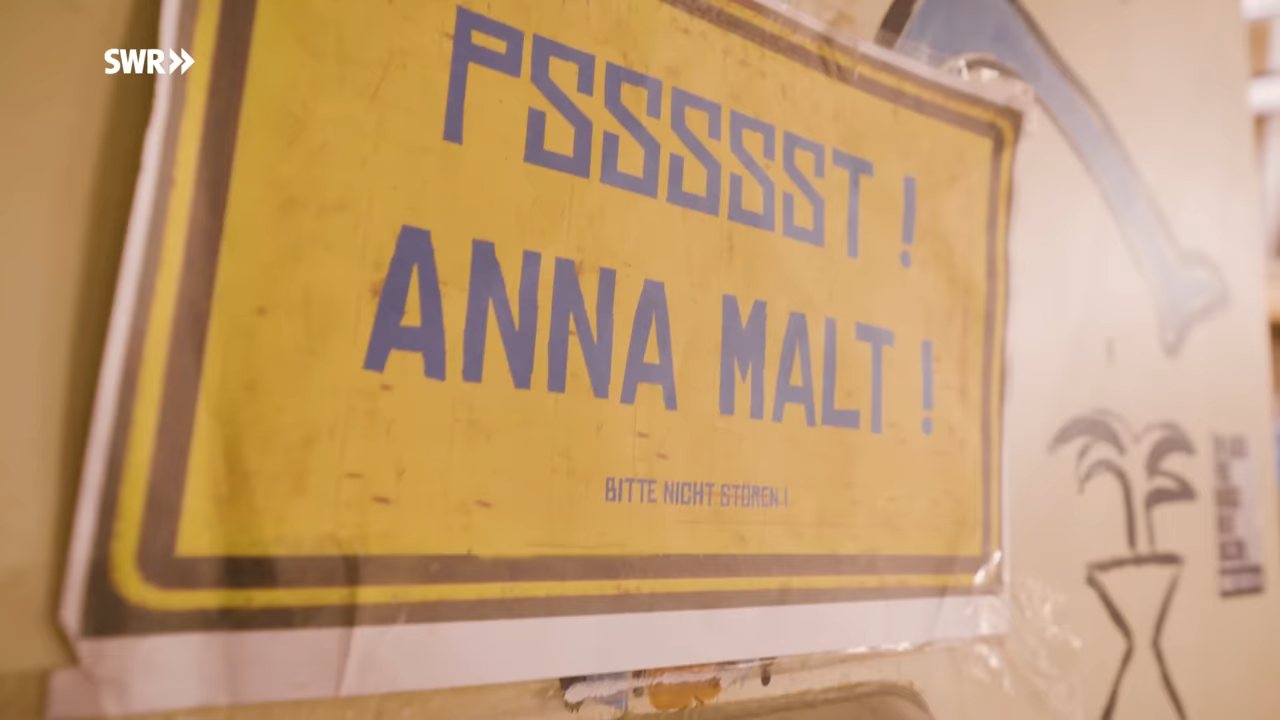 SWR
PSSSSST !
ANNA MALT !
BITTE NICHT STÖREN !